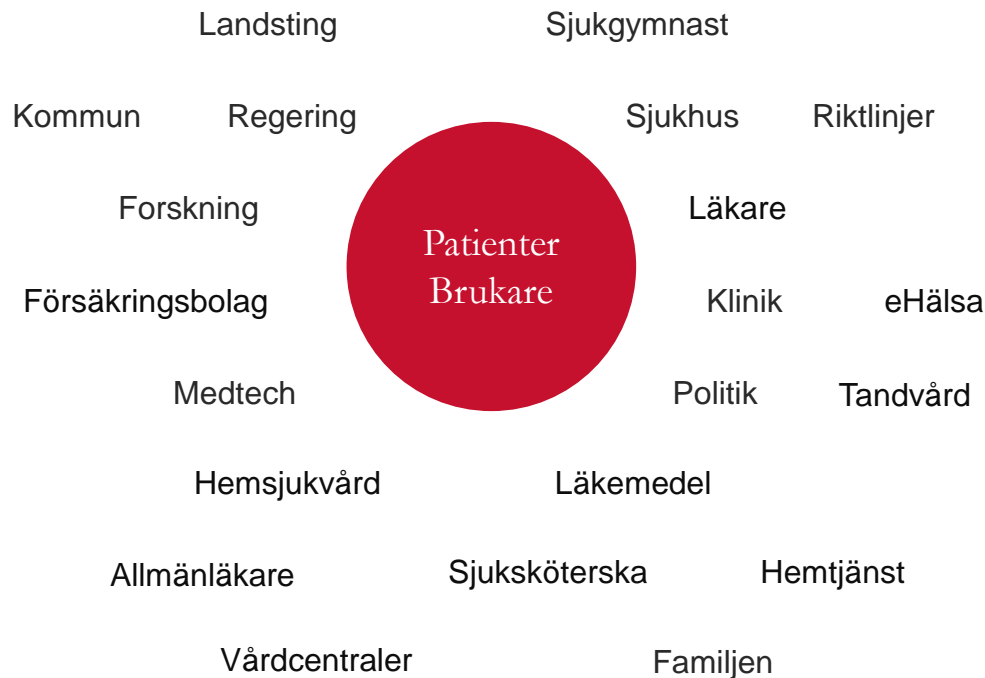 Landsting Sjukgymnast
Kommun Regering Sjukhus Riktlinjer
Forskning Läkare
Patienter
Brukare
Försäkringsbolag Klinik eHälsa
Medtech Politik Tandvård
Hemsjukvård Läkemedel
Allmänläkare Sjuksköterska Hemtjänst
Vårdcentraler Familjen